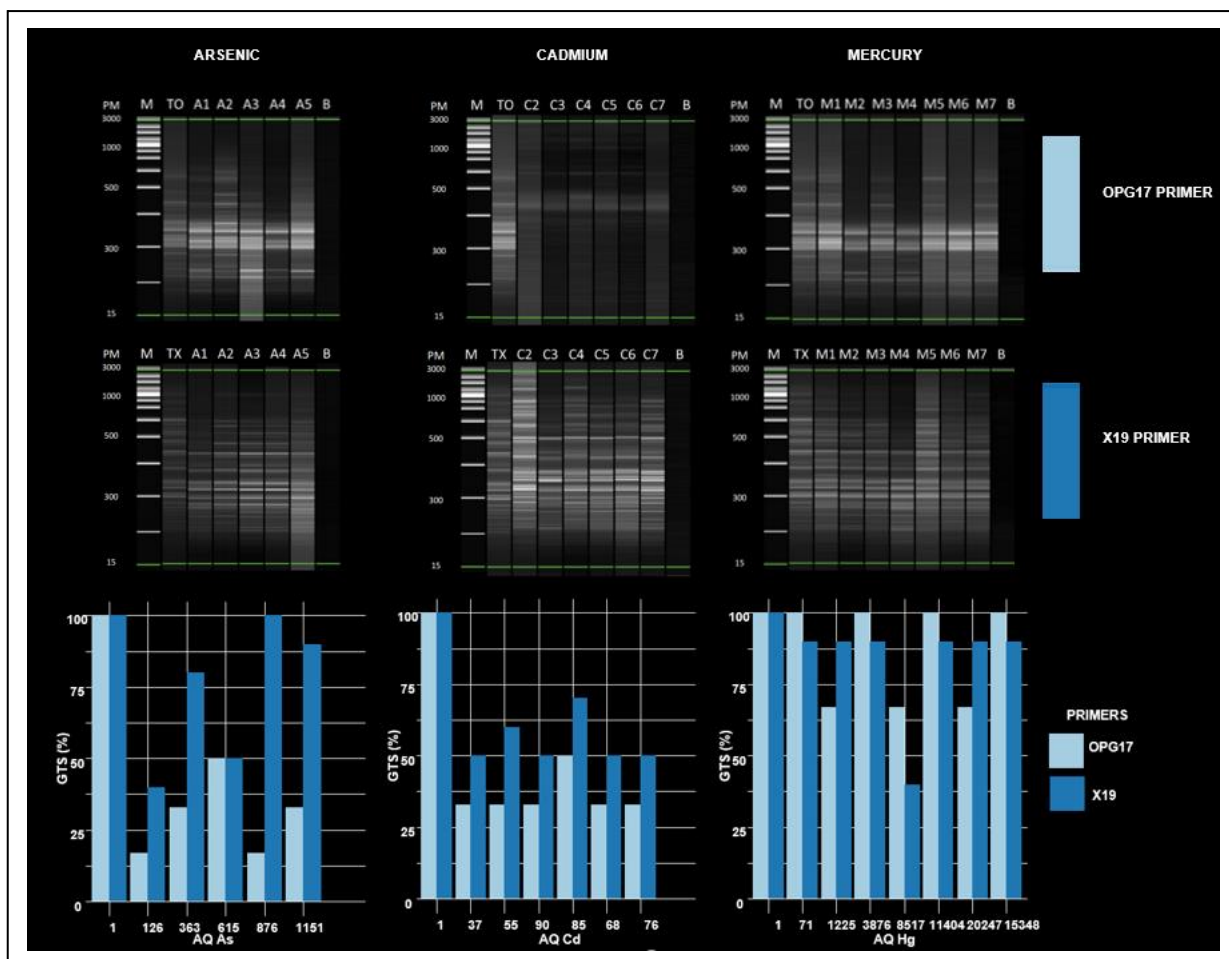 ARSENIC CADMIUM MERCURY
PM M TO A1 A2 A3 A4 A5 B
3000
1000
500
300
15
PM M TO C2 C3 C4 C5 C6 C7 B
3000
1000
500
300
15
PM M TO M1 M2 M3 M4 M5 M6 M7 B
3000
1000
500
300
15
OPG17 PRIMER
PM M TX A1 A2 A3 A4 A5 B
3000
1000
500
300
15
PM M TX C2 C3 C4 C5 C6 C7 B
3000
1000
500
300
15
PM M TX M1 M2 M3 M4 M5 M6 M7 B
3000
1000
500
300
15
X19 PRIMER
100
75
50
25
0
GTS (%)
1 126 363 615 876 1151
AQ As
100
75
50
25
0
GTS (%)
1 37 55 90 85 68 76
AQ Cd
100
75
50
25
0
GTS (%)
1 71 1225 3876 8517 11404 20247 15348
AQ Hg
PRIMERS
OPG17
X19